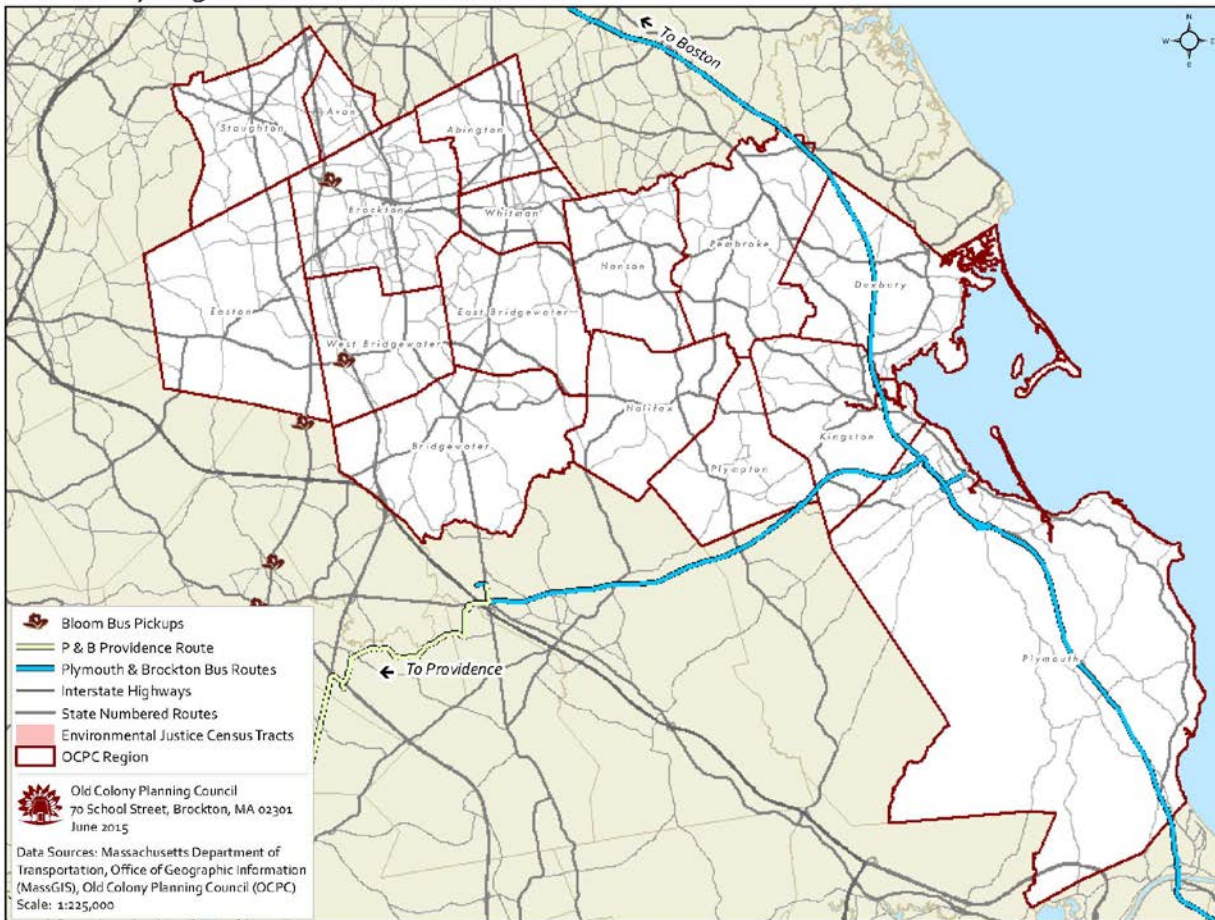 N
W
E
S
To Boston
Stoughton
Avon
Abington
Brockton
Whitman
Hanson
Pembroke
Duxbury
Easton
West Bridgewater
East Bridgewater
Bridgewater
Halifax
Plympton
Kingston
Plymouth
To Providence
Bloom Bus Pickups
P & B Providence Route
Plymouth & Brockton Bus Routes
Interstate Highways
State Numbered Routes
Environmental Justice Census Tracts
OCPC Region
Old Colony Planning Council
70 School Street, Brockton, MA 02301
June 2015
Data Sources: Massachusetts Department of
Transportation, Office of Geographic Information
(MassGIS), Old Colony Planning Council (OCPC)
Scale: 1:225,000